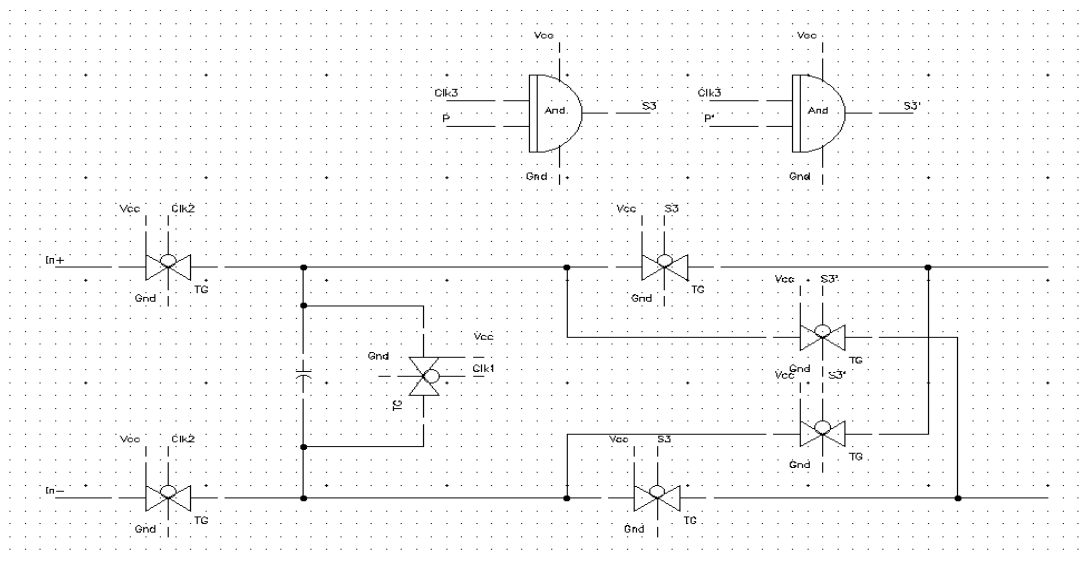 Vcc Vcc
Clk3 And S3 Clk3 And S3'
P P'
Gnd Gnd
Vcc Clk2 Vcc S3
In+
TG TG Vcc S3'
Gnd Gnd
Vcc
Gnd TG
Clk1 Gnd
Vcc S3'
TG
Vcc Clk2 Vcc S3
TG
Gnd
In-
TG TG
Gnd Gnd